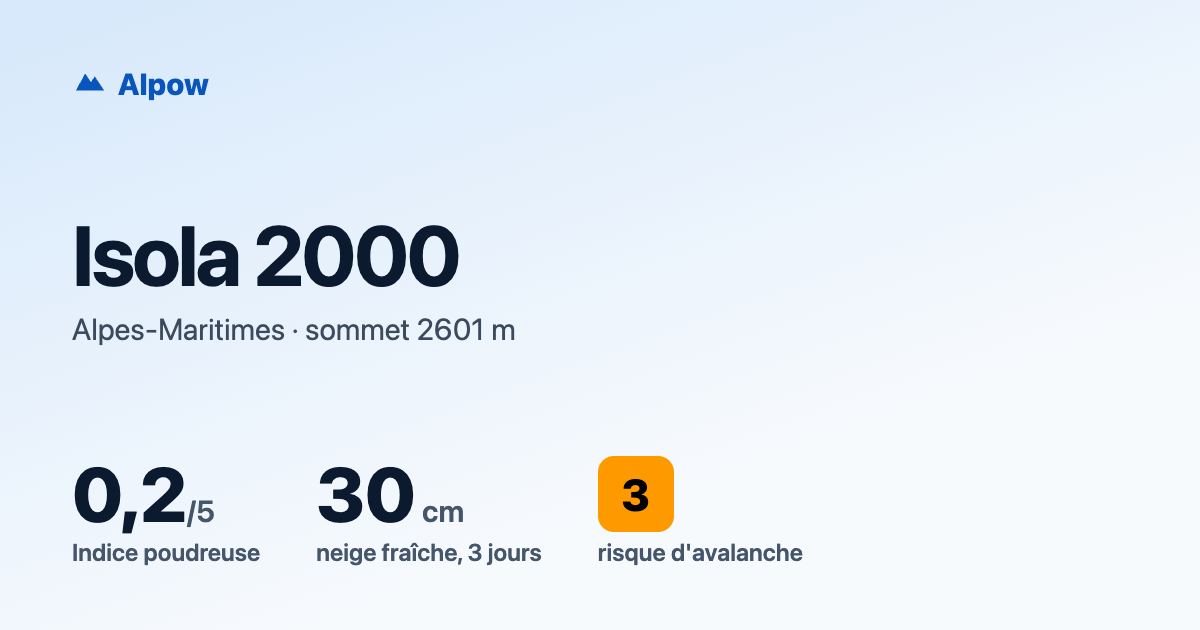 Alpow
Isola 2000
Alpes-Maritimes · sommet 2601 m
0,2/5
Indice poudreuse
30 cm
neige fraîche, 3 jours
3
risque d'avalanche